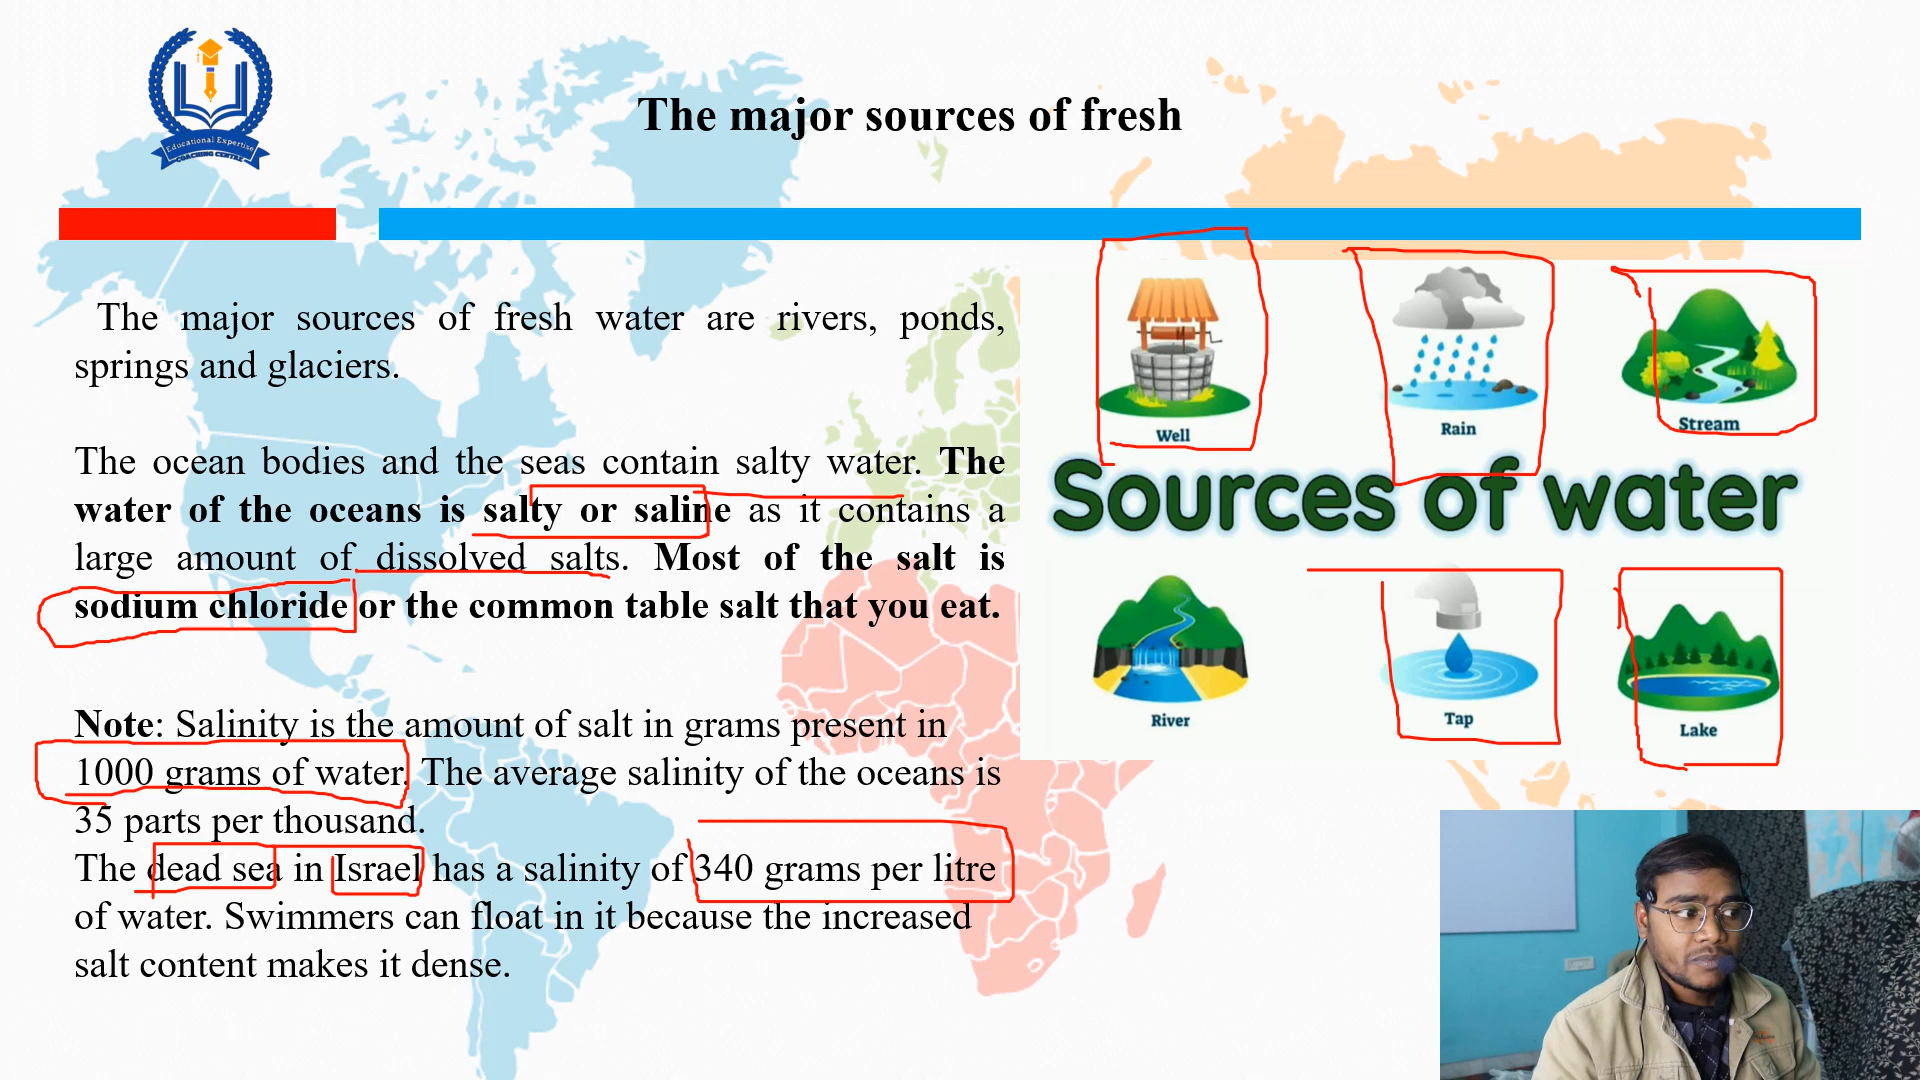 Educational Expertise
COACHING CENTRE
The major sources of fresh
The major sources of fresh water are rivers, ponds,
springs and glaciers.
The ocean bodies and the seas contain salty water. The
water of the oceans is salty or saline as it contains a
large amount of dissolved salts. Most of the salt is
sodium chloride or the common table salt that you eat.
Note: Salinity is the amount of salt in grams present in
1000 grams of water. The average salinity of the oceans is
35 parts per thousand.
The dead sea in Israel has a salinity of 340 grams per litre
of water. Swimmers can float in it because the increased
salt content makes it dense.
Well
Rain
Stream
Sources of water
River
Tap
Lake